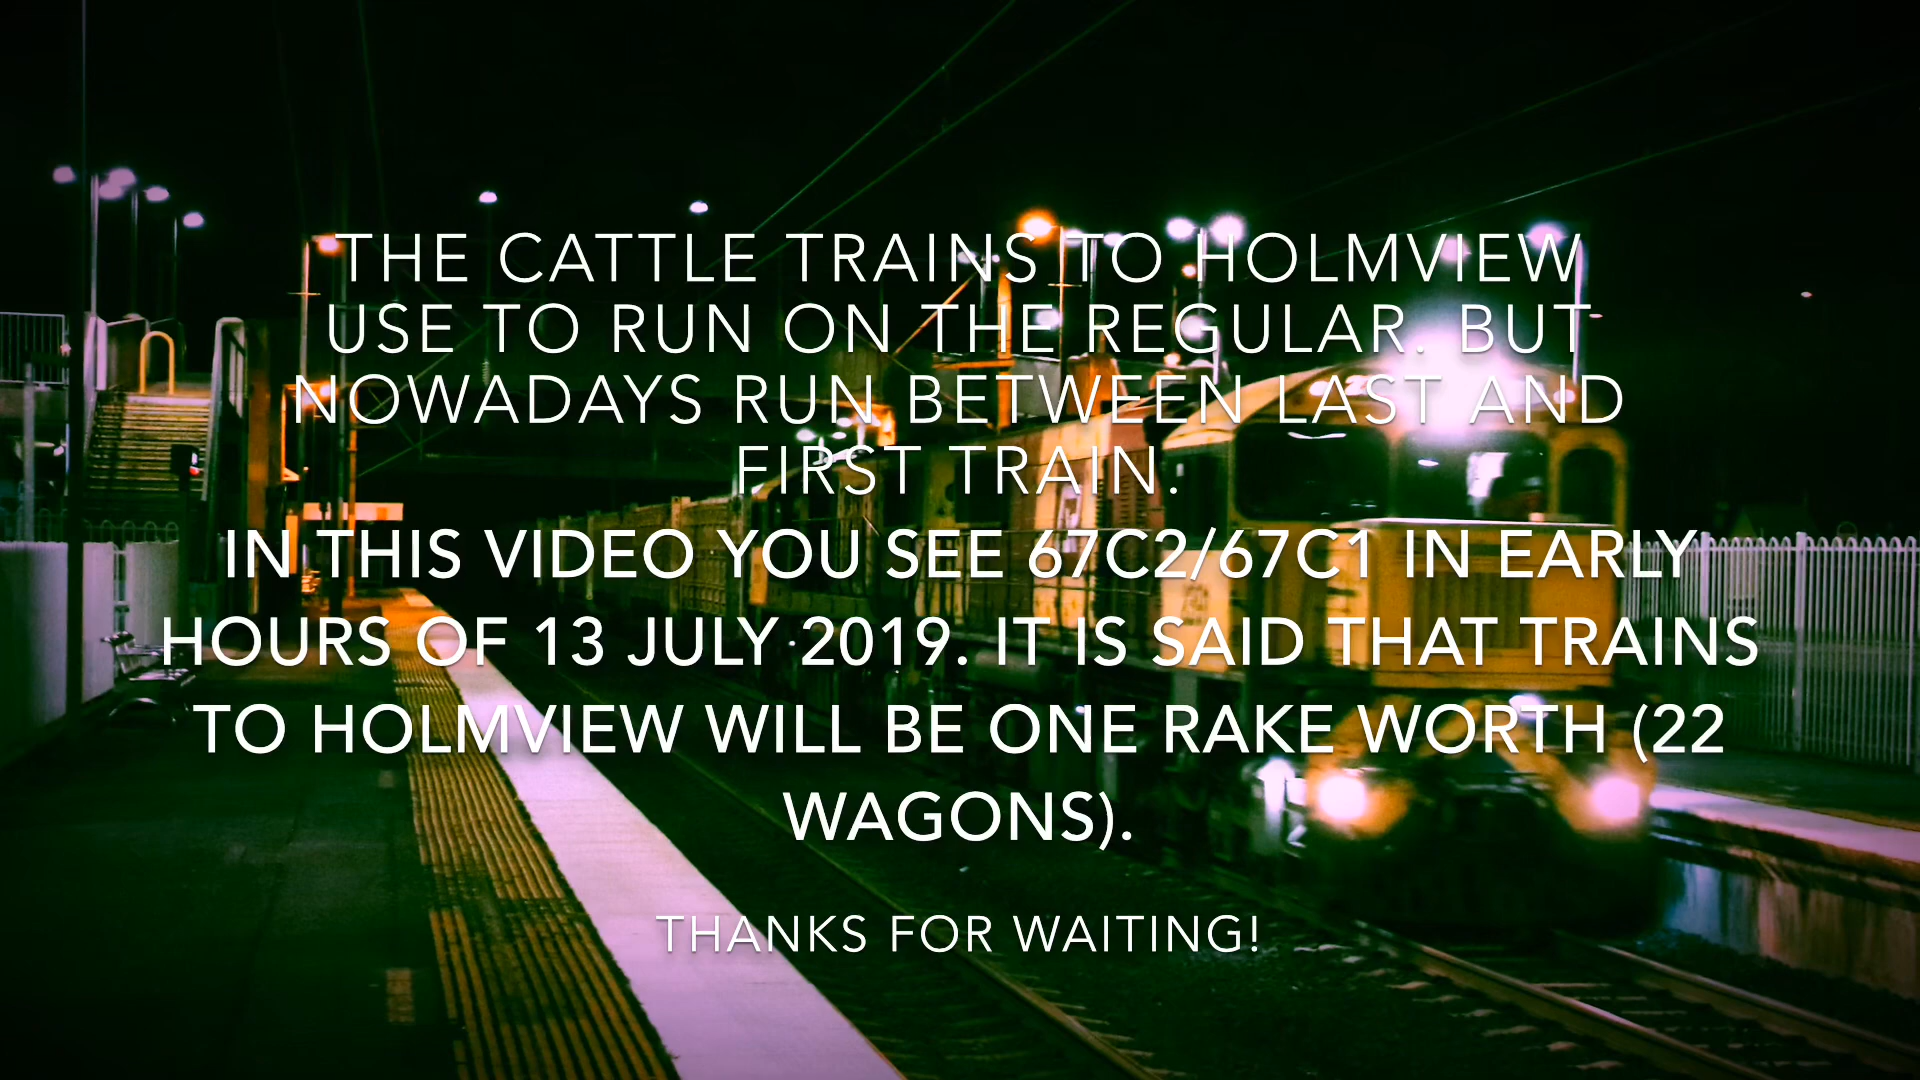 THE CATTLE TRAINS TO HOLMVIEW
USE TO RUN ON THE REGULAR. BUT
NOWADAYS RUN BETWEEN LAST AND
FIRST TRAIN.
IN THIS VIDEO YOU SEE 67C2/67C1 IN EARLY
HOURS OF 13 JULY 2019. IT IS SAID THAT TRAINS
TO HOLMVIEW WILL BE ONE RAKE WORTH (22
WAGONS).
THANKS FOR WAITING!